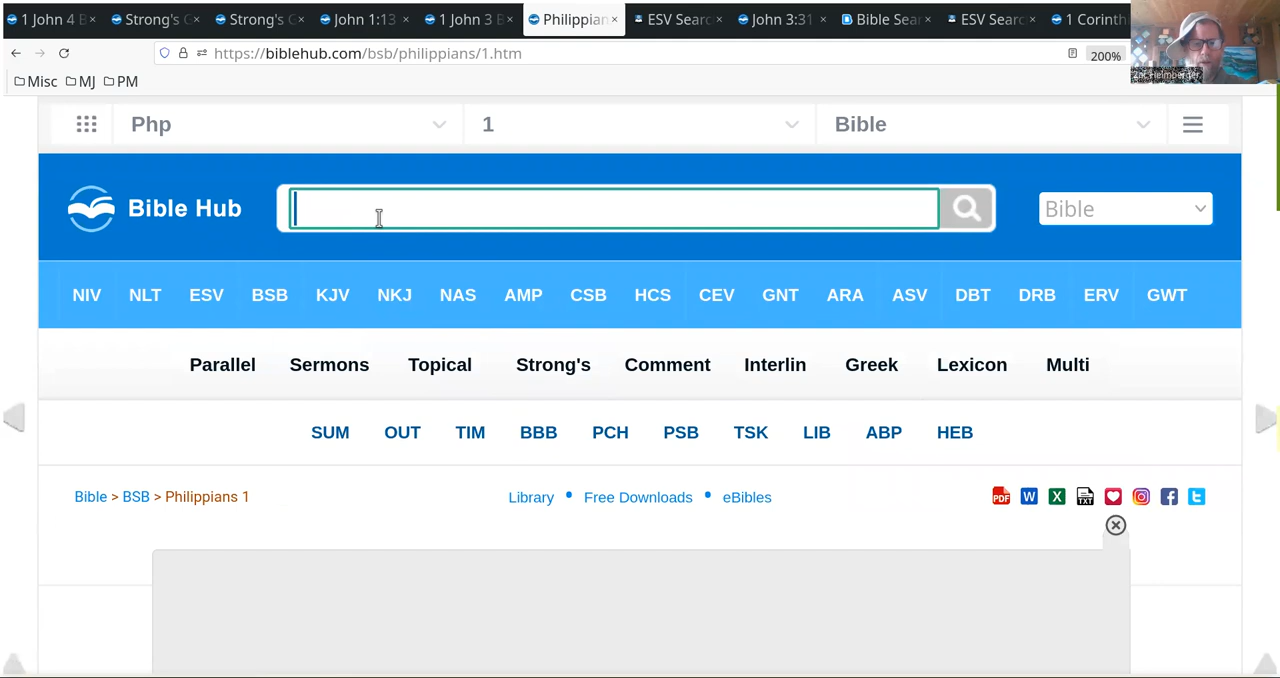 1 John 4 B
Strong's G
Strong's G
John 1:13
1 John 3 B
Philippian
ESV Searc
John 3:31
Bible Sear
ESV Searc
1 Corinth
https://biblehub.com/bsb/philippians/1.htm
200%
Zac Helmberger
Misc MJ PM
Php 1 Bible
Bible Hub Bible
NIV NLT ESV BSB KJV NKJ NAS AMP CSB HCS CEV GNT ARA ASV DBT DRB ERV GWT
Parallel Sermons Topical Strong's Comment Interlin Greek Lexicon Multi
SUM OUT TIM BBB PCH PSB TSK LIB ABP HEB
Bible > BSB > Philippians 1 Library • Free Downloads • eBibles
PDF W X TXT